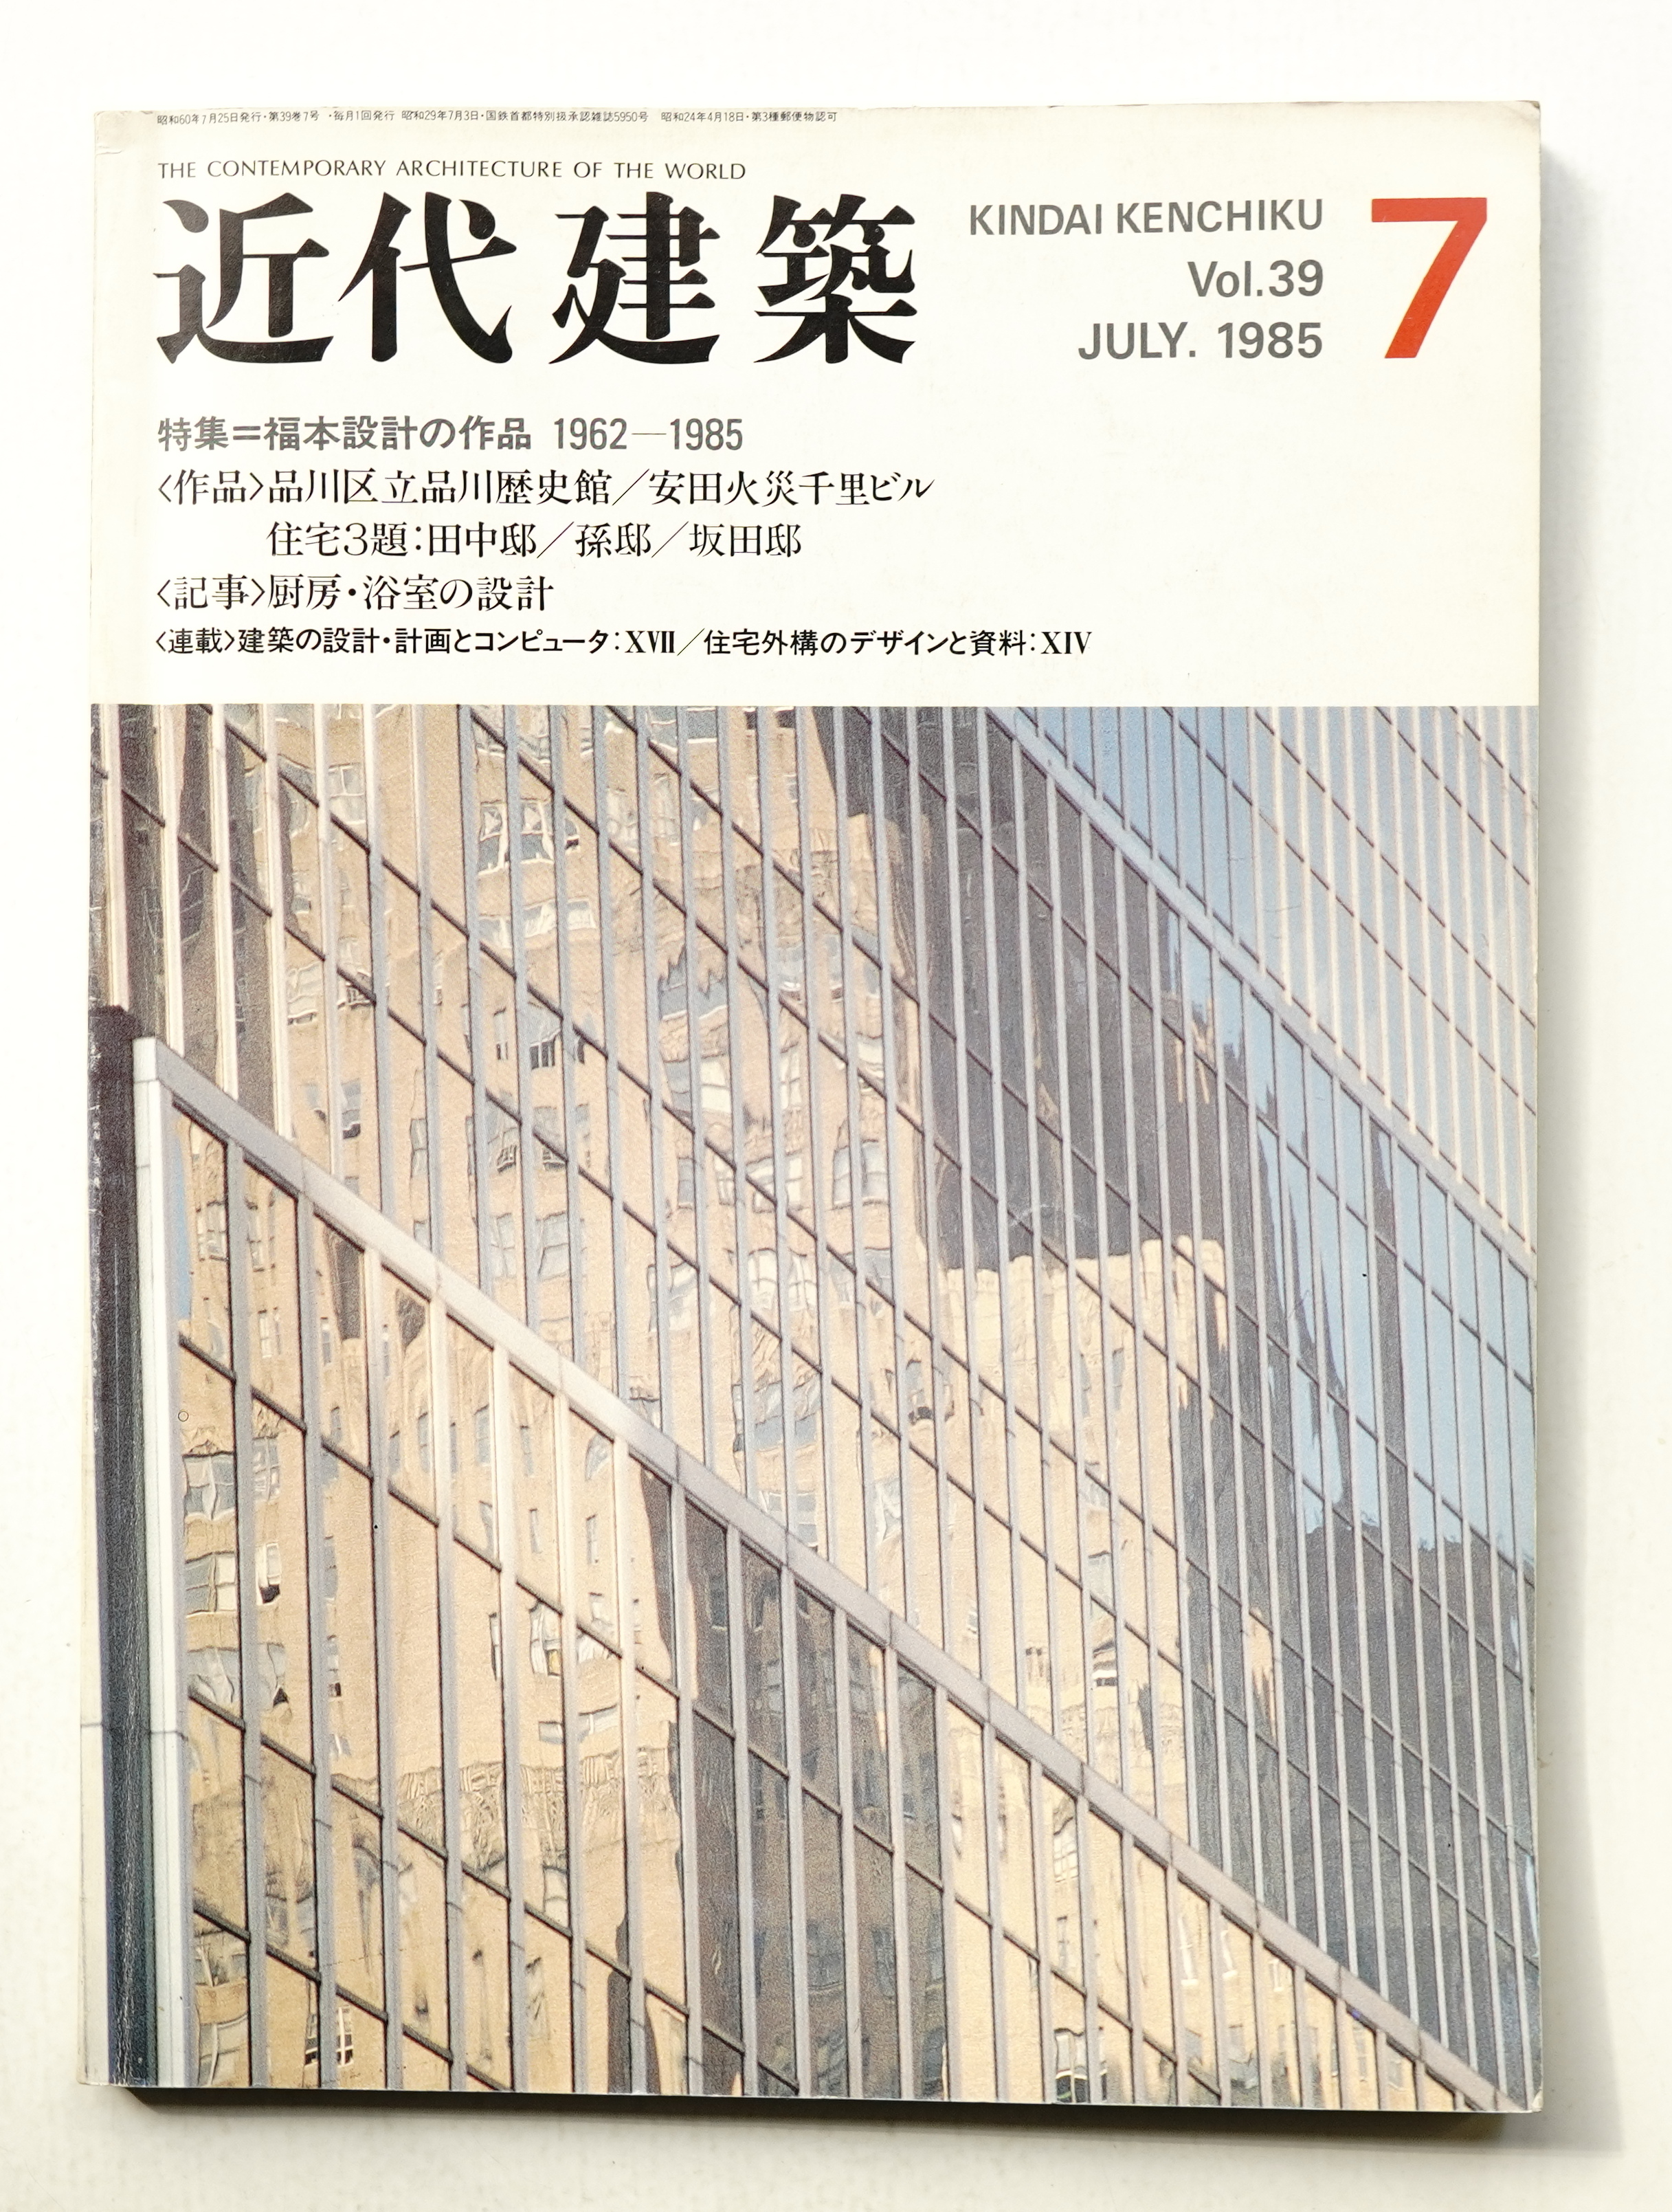 昭和60年7月25日発行・第39巻7号 ・毎月1回発行 昭和29年7月3日・国鉄首都特別扱承認雑誌5950号 昭和24年4月18日・第3種郵便物認可
THE CONTEMPORARY ARCHITECTURE OF THE WORLD
近代建築
KINDAI KENCHIKU
Vol.39
JULY. 1985
7
特集=福本設計の作品 1962—1985
〈作品〉品川区立品川歴史館／安田火災千里ビル
住宅3題：田中邸／孫邸／坂田邸
〈記事〉厨房・浴室の設計
〈連載〉建築の設計・計画とコンピュータ：XVII／住宅外構のデザインと資料：XIV